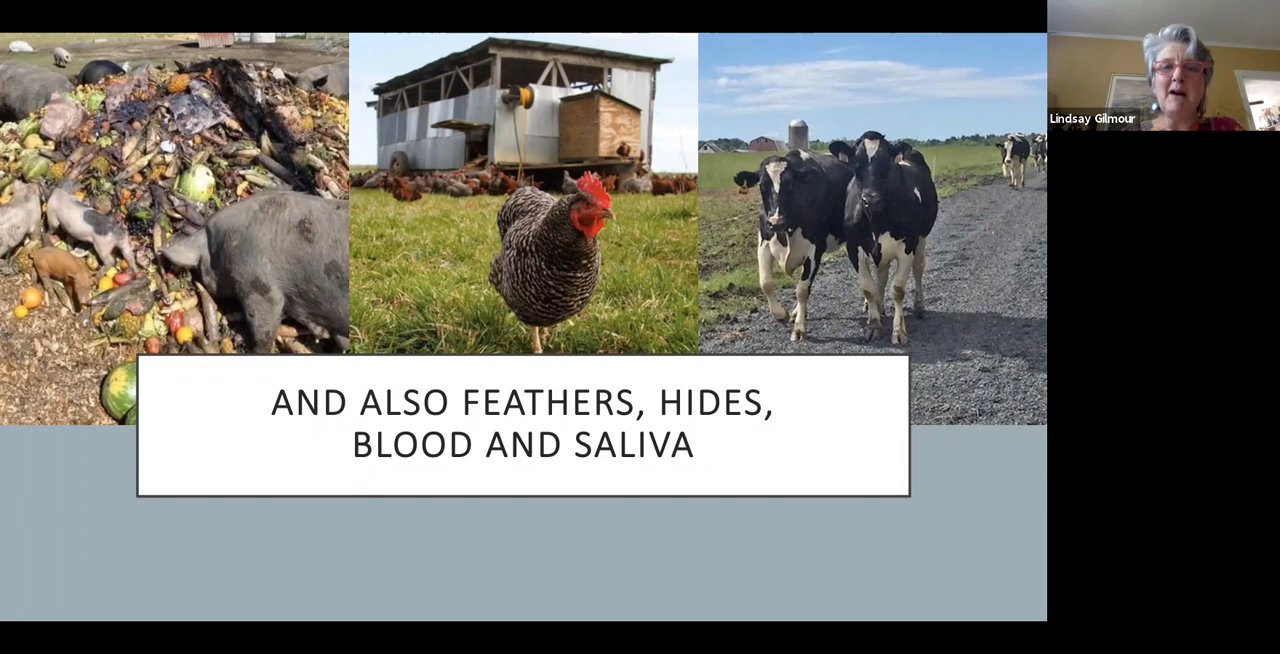 Lindsay Gilmour
AND ALSO FEATHERS, HIDES,
BLOOD AND SALIVA